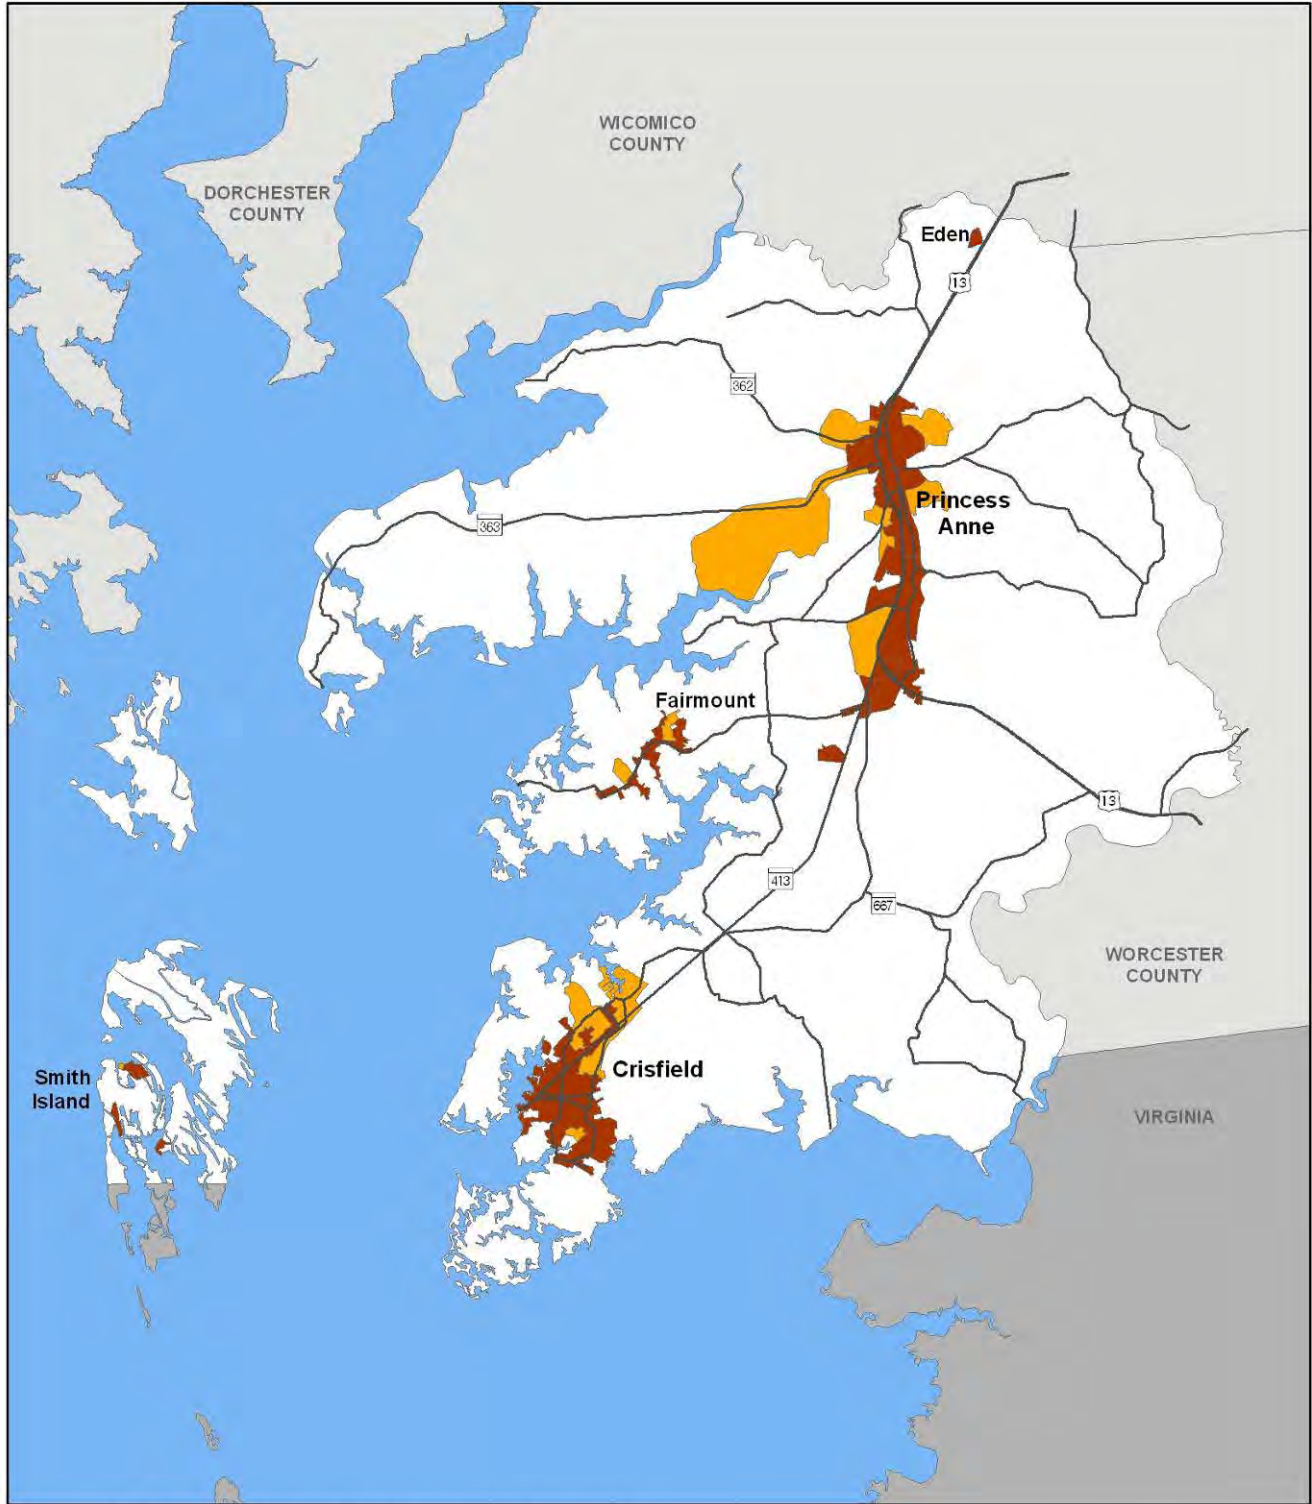 WICOMICO
COUNTY
DORCHESTER
COUNTY
Eden
13
362
Princess
Anne
363
Fairmount
13
413
667
WORCESTER
COUNTY
Smith
Island
Crisfield
VIRGINIA